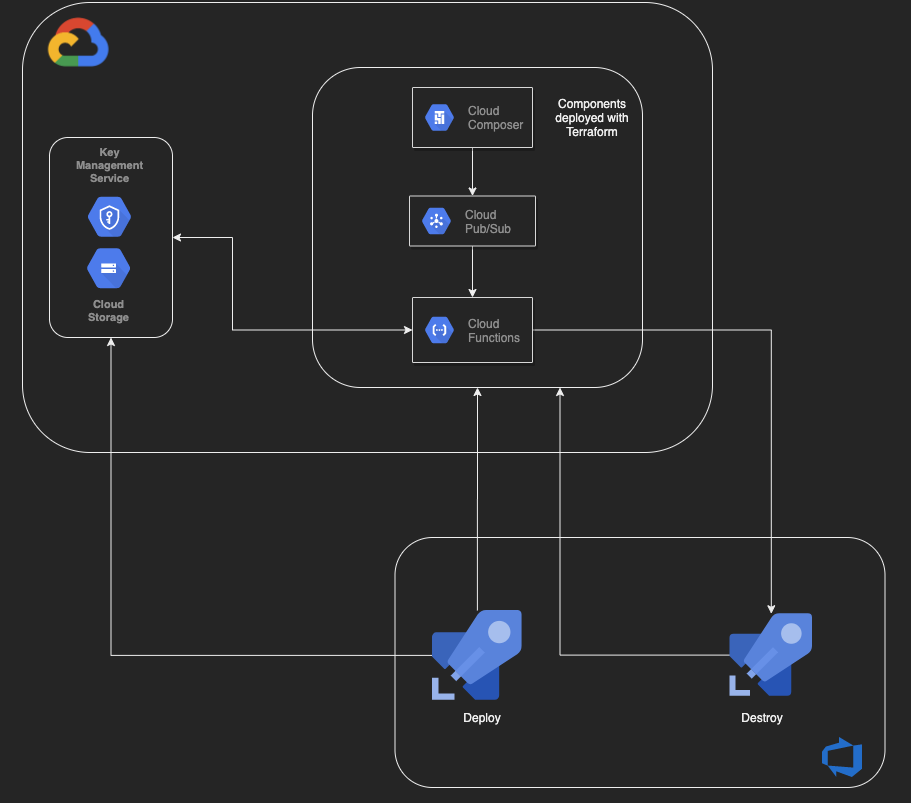 Cloud
Composer
Components
deployed with
Terraform
Key
Management
Service
Cloud
Pub/Sub
Cloud
Storage
Cloud
Functions
Deploy
Destroy